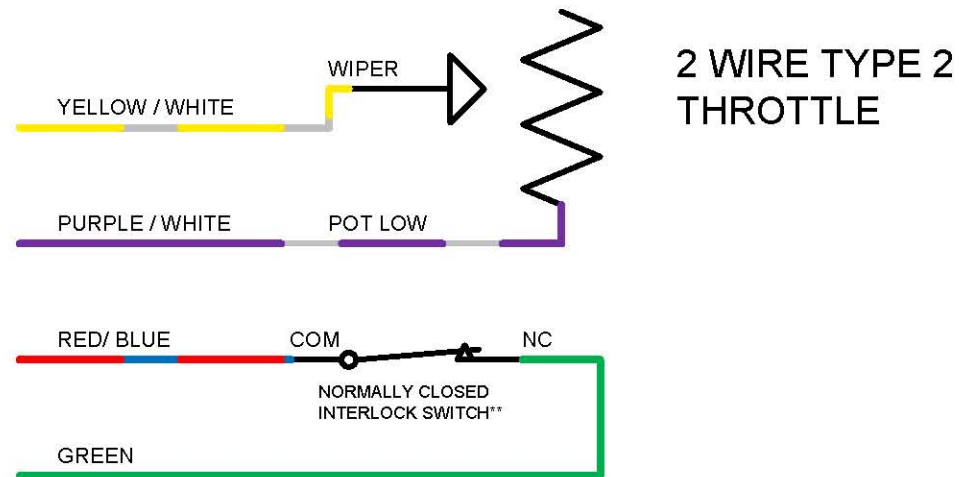 WIPER
2 WIRE TYPE 2
THROTTLE
YELLOW / WHITE
PURPLE / WHITE
POT LOW
RED/ BLUE
COM
NC
NORMALLY CLOSED
INTERLOCK SWITCH**
GREEN